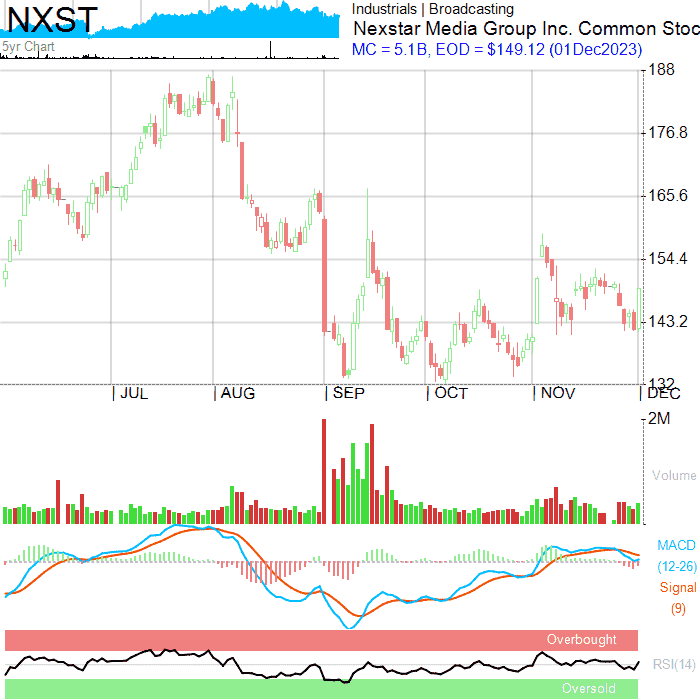 NXST
5yr Chart
Industrials | Broadcasting
Nexstar Media Group Inc. Common Stoc
MC = 5.1B, EOD = $149.12 (01Dec2023)
188
176.8
165.6
154.4
143.2
132
JUL AUG SEP OCT NOV DEC
2M
Volume
MACD
(12-26)
Signal
(9)
Overbought
RSI(14)
Oversold